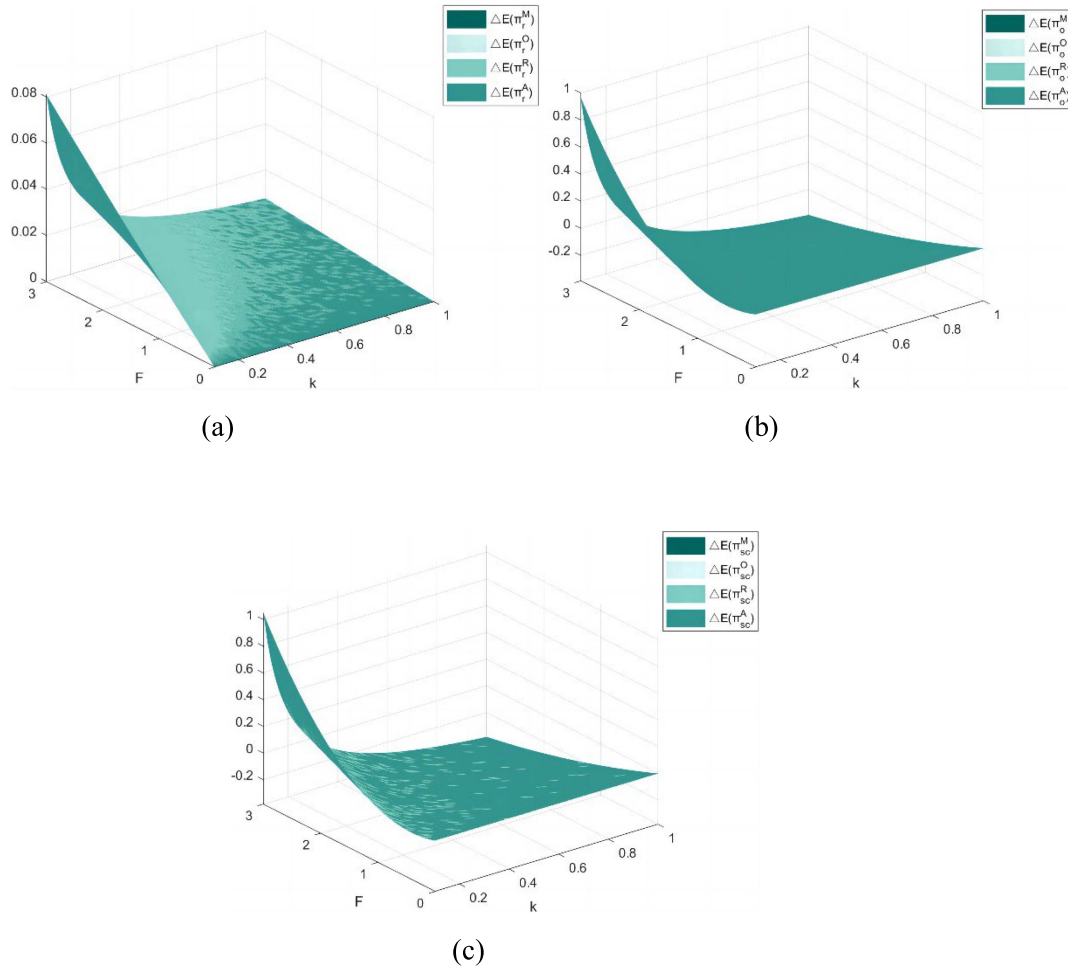 △E(π_r^M)
△E(π_r^O)
△E(π_r^R)
△E(π_r^A)
0.08
0.06
0.04
0.02
0
3
2
1
0
F
0.2
0.4
0.6
0.8
1
k
(a)
△E(π_o^M
△E(π_o^O
△E(π_o^R)
△E(π_o^A)
1
0.8
0.6
0.4
0.2
0
-0.2
3
2
1
0
F
0.2
0.4
0.6
0.8
1
k
(b)
△E(π_sc^M)
△E(π_sc^O)
△E(π_sc^R)
△E(π_sc^A)
1
0.8
0.6
0.4
0.2
0
-0.2
3
2
1
0
F
0.2
0.4
0.6
0.8
1
k
(c)